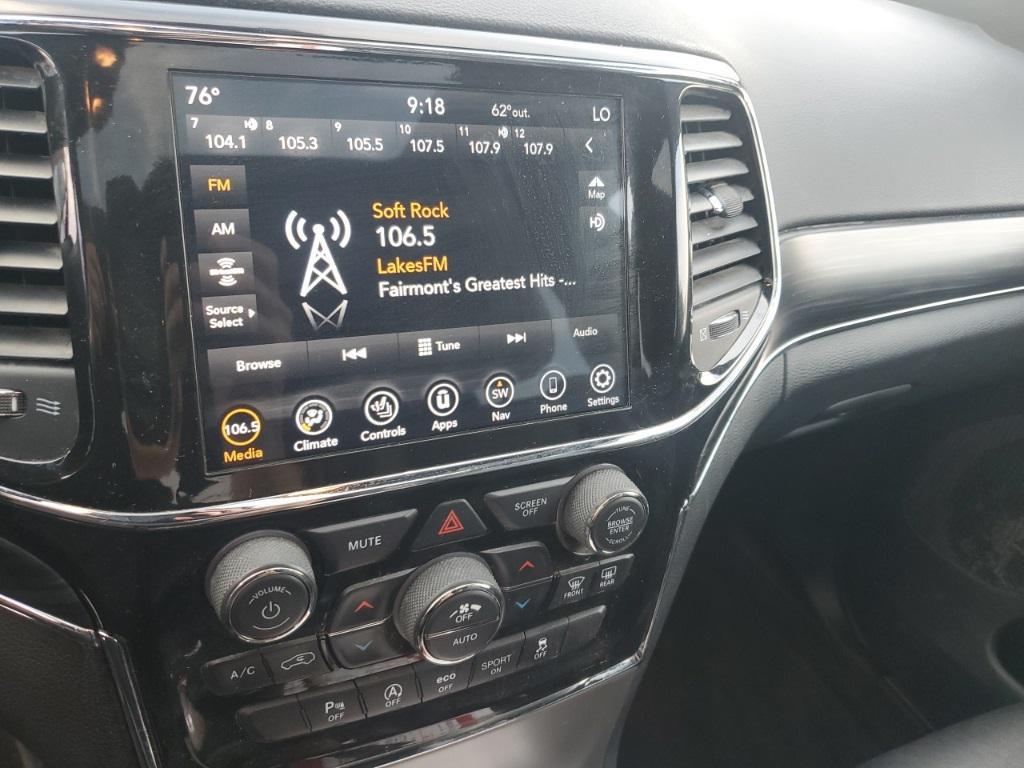 76° 9:18 62°out. LO
7 8 9 10 11 12
104.1 105.3 105.5 107.5 107.9 107.9
FM
Map
AM
Soft Rock
106.5
LakesFM
Fairmont's Greatest Hits -...
Source
Select
Browse Tune Audio
106.5 SW
Media Climate Controls Apps Nav Phone Settings
MUTE
SCREEN
OFF
TUNE
BROWSE
ENTER
SCROLL
VOLUME
OFF
AUTO
FRONT REAR
A/C
P OFF
OFF
eco
OFF
SPORT
ON
OFF